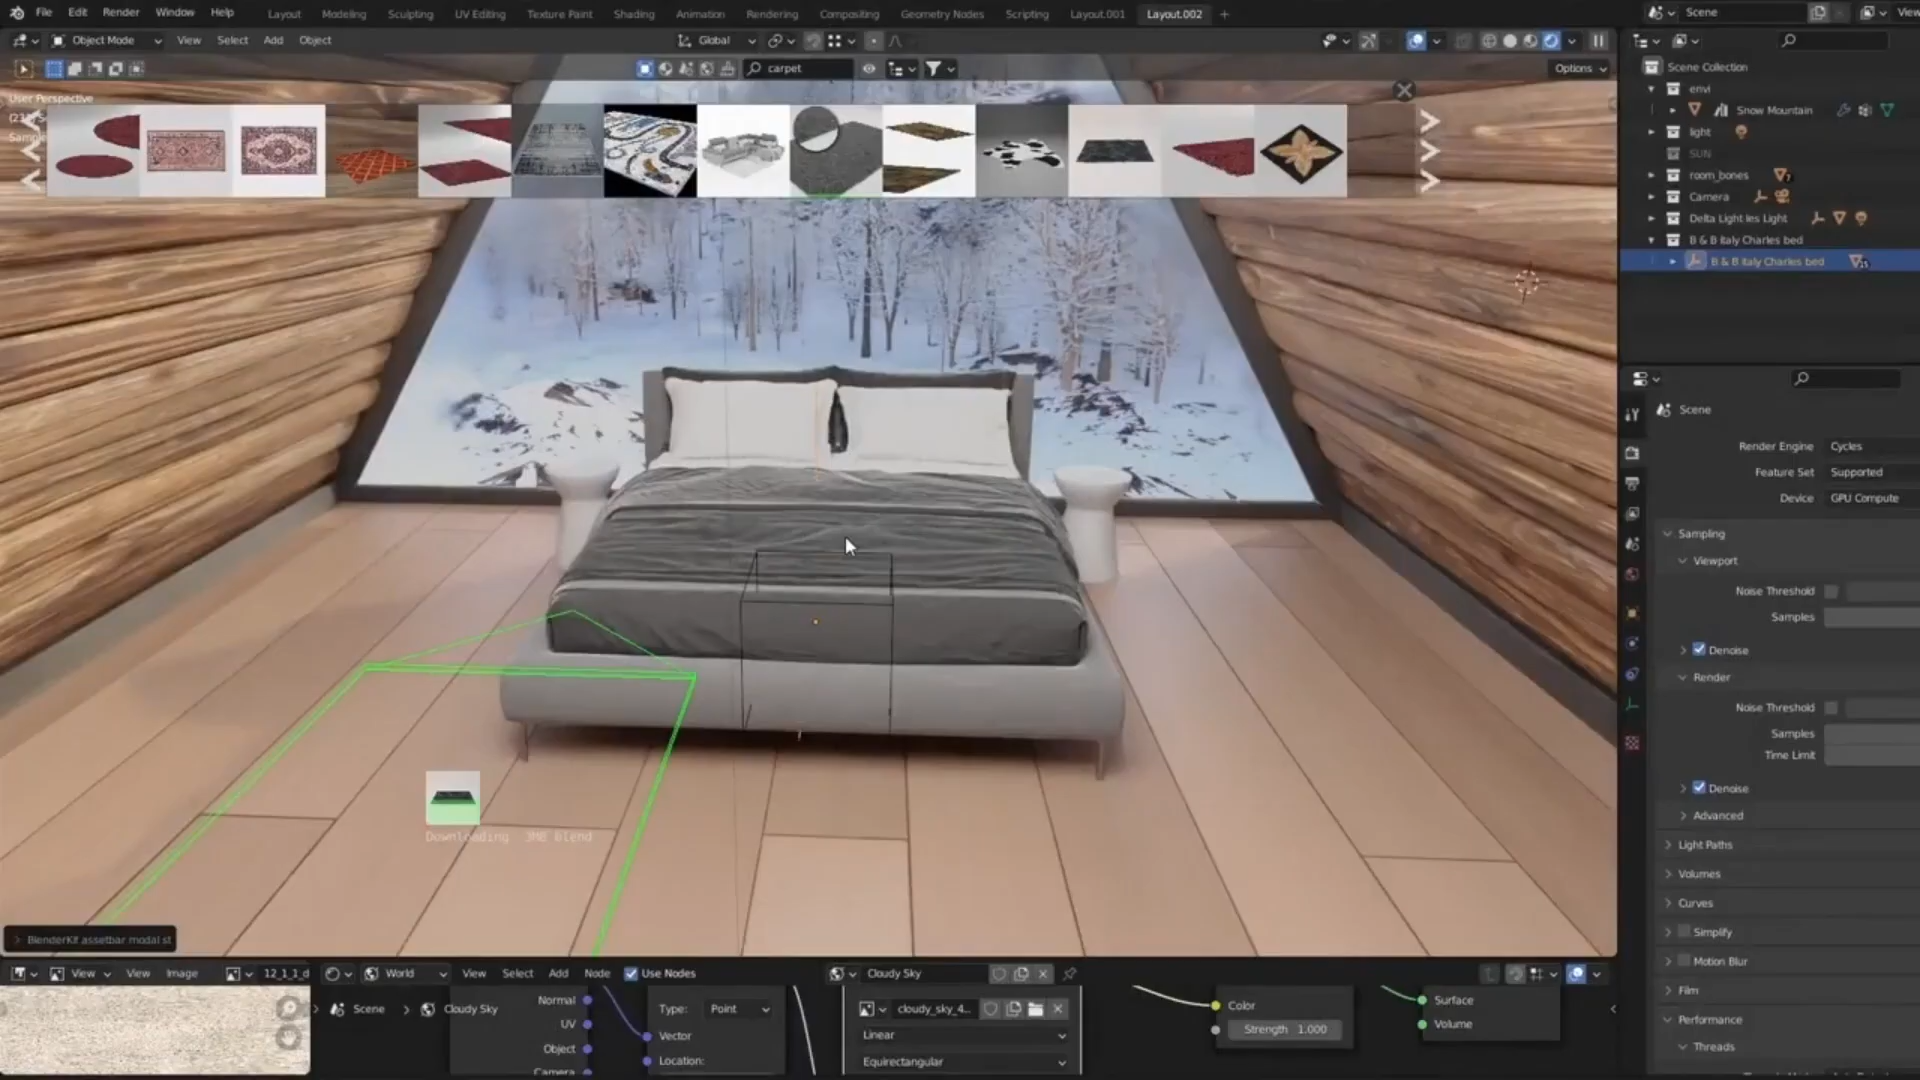 File Edit Render Window Help Layout Modeling Sculpting UV Editing Texture Paint Shading Animation Rendering Compositing Geometry Nodes Scripting Layout.001 Layout.002 + Scene
Object Mode View Select Add Object Global
carpet Options
User Perspective
Scene Collection
envi
Snow Mountain
light
SUN
room_bones
Camera
Delta Light Ies Light
B & B Italy Charles bed
B & B Italy Charles bed
Scene
Render Engine Cycles
Feature Set Supported
Device GPU Compute
Sampling
Viewport
Noise Threshold
Samples
Denoise
Render
Noise Threshold
Samples
Time Limit
Denoise
Advanced
Light Paths
Volumes
Curves
Simplify
Motion Blur
Film
Performance
Threads
Downloading 3MB blend
BlenderKit assetbar modal st
View View Image 12_1_1_d World View Select Add Node Use Nodes Cloudy Sky
Scene Cloudy Sky
Normal
UV
Object
Camera
Type: Point
Vector
Location:
cloudy_sky_4...
Linear
Equirectangular
Color
Strength 1.000
Surface
Volume